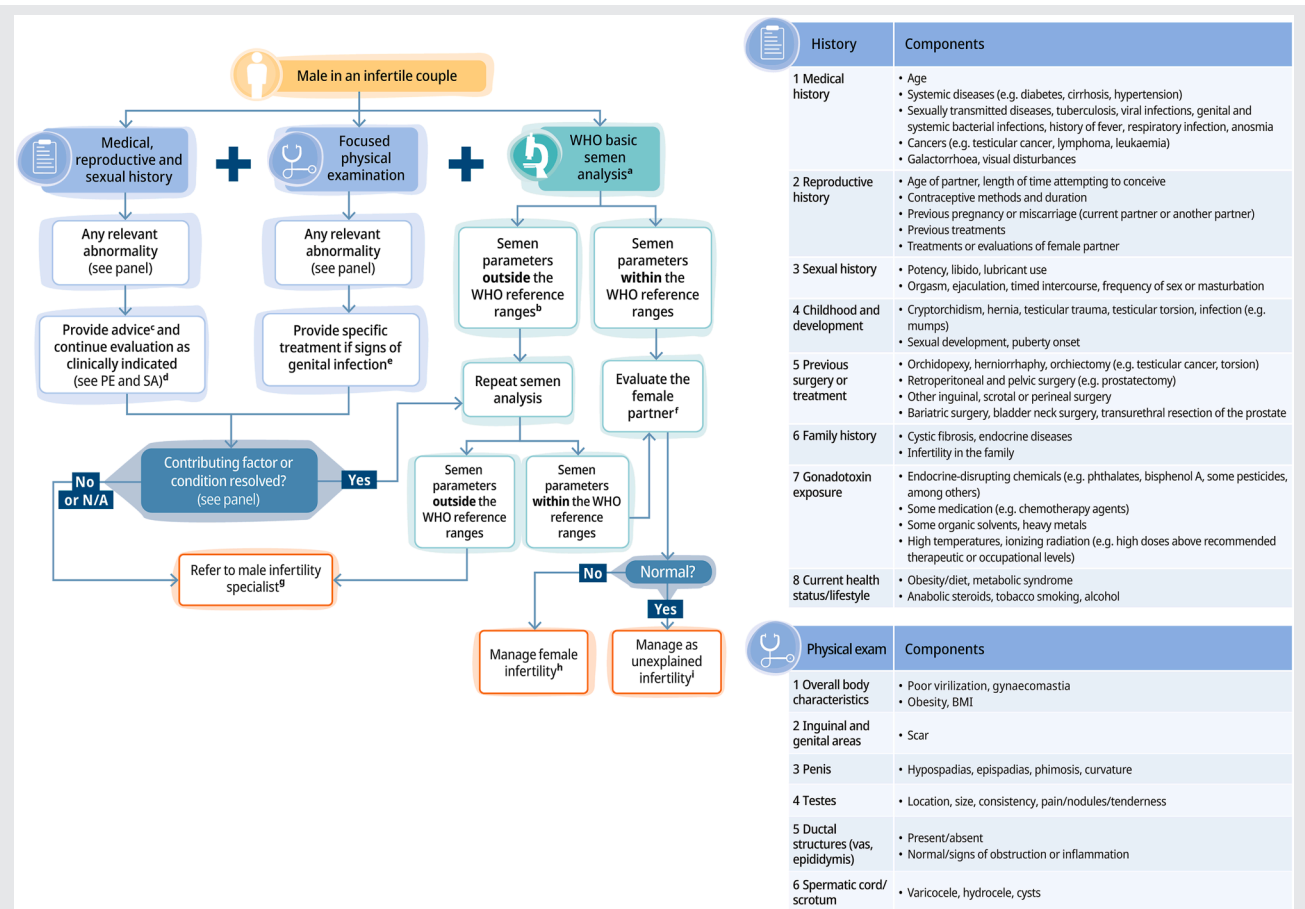 Male in an infertile couple
Medical,
reproductive and
sexual history
Focused
physical
examination
WHO basic
semen
analysisa
Any relevant
abnormality
(see panel)
Any relevant
abnormality
(see panel)
Semen
parameters
outside the
WHO reference
rangesb
Semen
parameters
within the
WHO reference
ranges
Provide advicec and
continue evaluation as
clinically indicated
(see PE and SA)d
Provide specific
treatment if signs of
genital infectione
Repeat semen
analysis
Evaluate the
female
partnerf
Contributing factor or
condition resolved?
(see panel)
No
or N/A
Yes
Semen
parameters
outside the
WHO reference
ranges
Semen
parameters
within the WHO
reference
ranges
Refer to male infertility
specialistg
Normal?
No
Yes
Manage female
infertilityh
Manage as
unexplained
infertilityi
History
Components
1 Medical
history
• Age
• Systemic diseases (e.g. diabetes, cirrhosis, hypertension)
• Sexually transmitted diseases, tuberculosis, viral infections, genital and
systemic bacterial infections, history of fever, respiratory infection, anosmia
• Cancers (e.g. testicular cancer, lymphoma, leukaemia)
• Galactorrhoea, visual disturbances
2 Reproductive
history
• Age of partner, length of time attempting to conceive
• Contraceptive methods and duration
• Previous pregnancy or miscarriage (current partner or another partner)
• Previous treatments
• Treatments or evaluations of female partner
3 Sexual history
• Potency, libido, lubricant use
• Orgasm, ejaculation, timed intercourse, frequency of sex or masturbation
4 Childhood and
development
• Cryptorchidism, hernia, testicular trauma, testicular torsion, infection (e.g.
mumps)
• Sexual development, puberty onset
5 Previous
surgery or
treatment
• Orchidopexy, herniorrhaphy, orchiectomy (e.g. testicular cancer, torsion)
• Retroperitoneal and pelvic surgery (e.g. prostatectomy)
• Other inguinal, scrotal or perineal surgery
• Bariatric surgery, bladder neck surgery, transurethral resection of the prostate
6 Family history
• Cystic fibrosis, endocrine diseases
• Infertility in the family
7 Gonadotoxin
exposure
• Endocrine-disrupting chemicals (e.g. phthalates, bisphenol A, some pesticides,
among others)
• Some medication (e.g. chemotherapy agents)
• Some organic solvents, heavy metals
• High temperatures, ionizing radiation (e.g. high doses above recommended
therapeutic or occupational levels)
8 Current health
status/lifestyle
• Obesity/diet, metabolic syndrome
• Anabolic steroids, tobacco smoking, alcohol
Physical exam
Components
1 Overall body
characteristics
• Poor virilization, gynaecomastia
• Obesity, BMI
2 Inguinal and
genital areas
• Scar
3 Penis
• Hypospadias, epispadias, phimosis, curvature
4 Testes
• Location, size, consistency, pain/nodules/tenderness
5 Ductal
structures (vas,
epididymis)
• Present/absent
• Normal/signs of obstruction or inflammation
6 Spermatic cord/
scrotum
• Varicocele, hydrocele, cysts